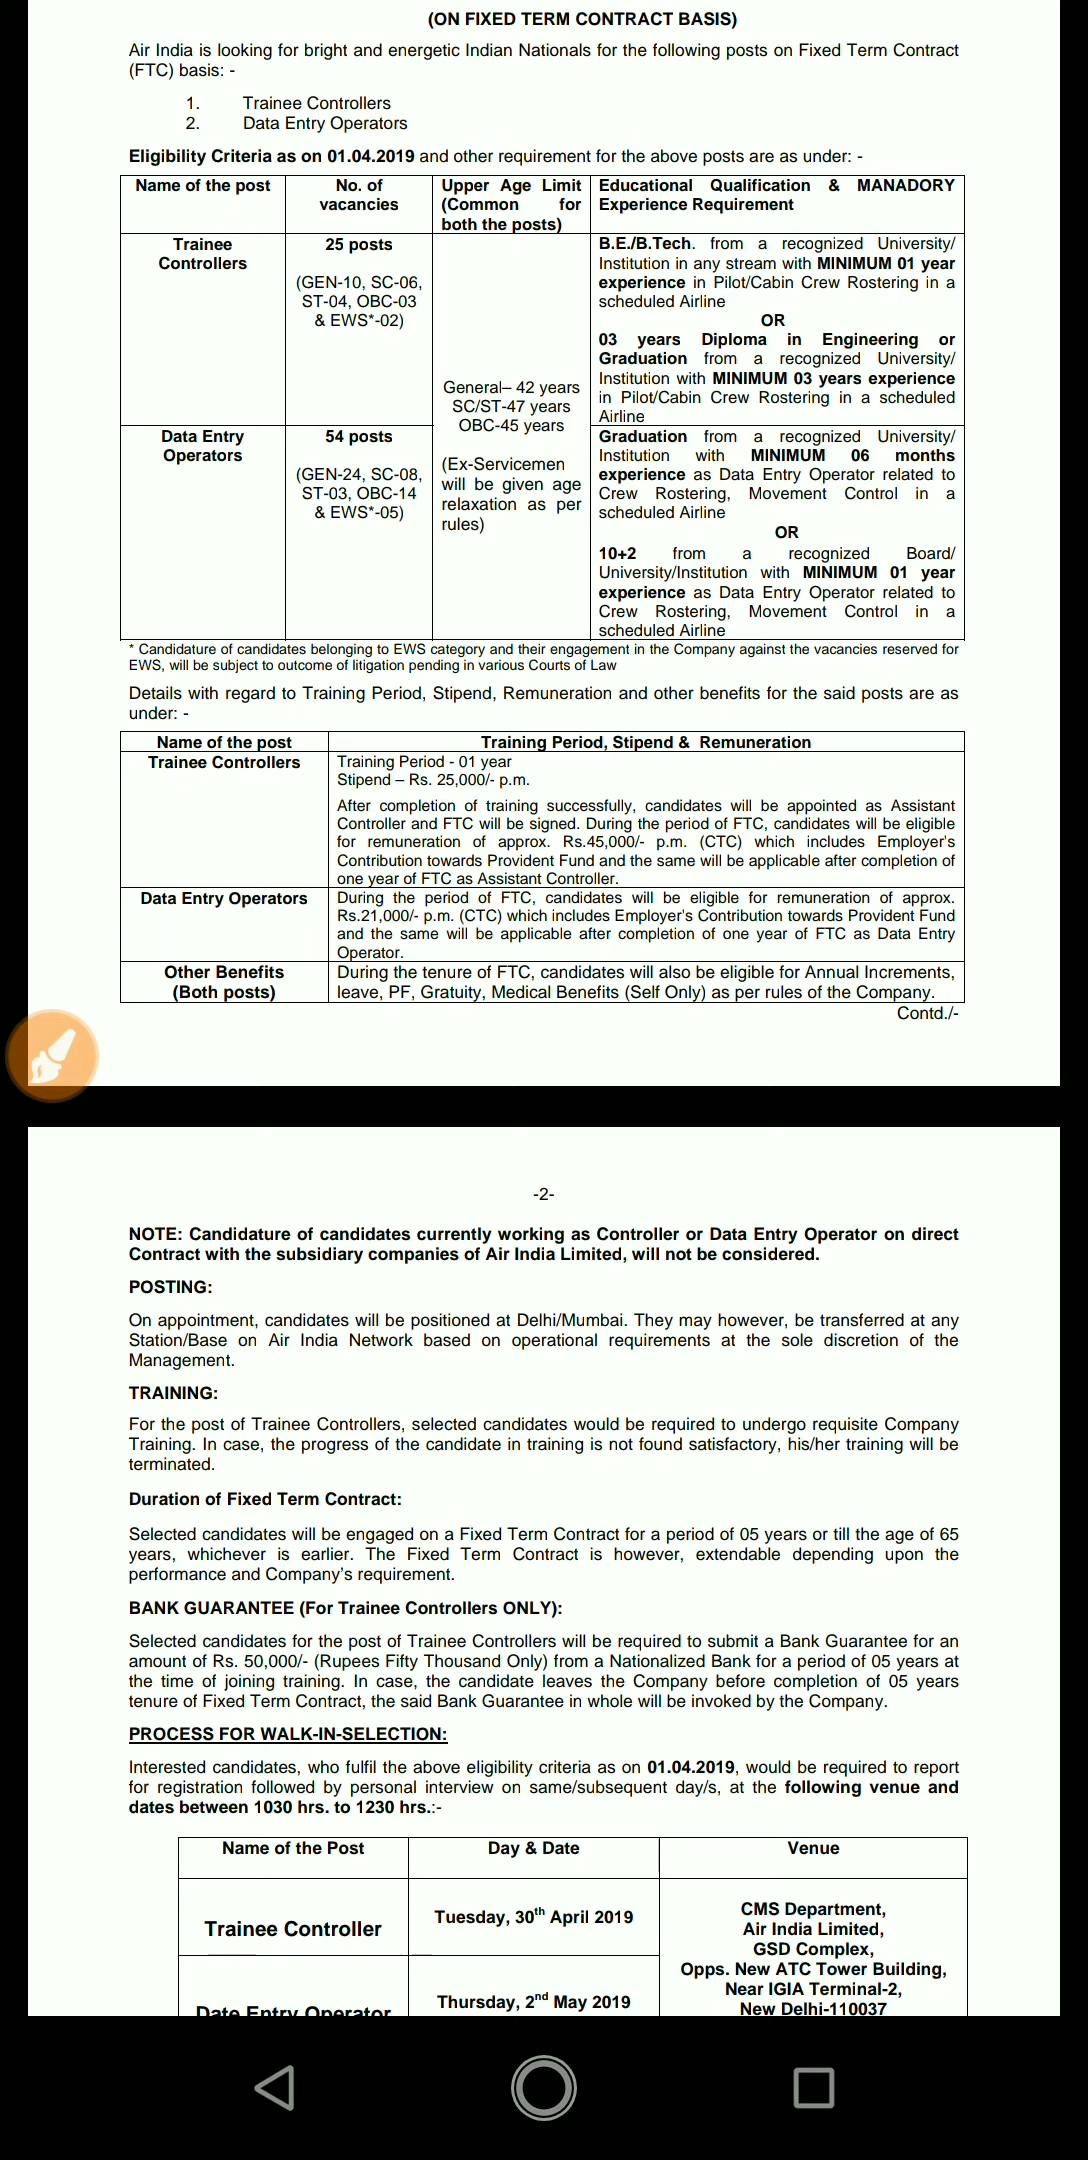 (ON FIXED TERM CONTRACT BASIS)
Air India is looking for bright and energetic Indian Nationals for the following posts on Fixed Term Contract
(FTC) basis: -
1. Trainee Controllers
2. Data Entry Operators
Eligibility Criteria as on 01.04.2019 and other requirement for the above posts are as under: -
Name of the post
No. of
vacancies
Upper Age Limit
(Common for
both the posts)
Educational Qualification & MANADORY
Experience Requirement
Trainee
Controllers
25 posts
(GEN-10, SC-06,
ST-04, OBC-03
& EWS*-02)
General– 42 years
SC/ST-47 years
OBC-45 years
(Ex-Servicemen
will be given age
relaxation as per
rules)
B.E./B.Tech. from a recognized University/
Institution in any stream with MINIMUM 01 year
experience in Pilot/Cabin Crew Rostering in a
scheduled Airline
OR
03 years Diploma in Engineering or
Graduation from a recognized University/
Institution with MINIMUM 03 years experience
in Pilot/Cabin Crew Rostering in a scheduled
Airline
Data Entry
Operators
54 posts
(GEN-24, SC-08,
ST-03, OBC-14
& EWS*-05)
Graduation from a recognized University/
Institution with MINIMUM 06 months
experience as Data Entry Operator related to
Crew Rostering, Movement Control in a
scheduled Airline
OR
10+2 from a recognized Board/
University/Institution with MINIMUM 01 year
experience as Data Entry Operator related to
Crew Rostering, Movement Control in a
scheduled Airline
* Candidature of candidates belonging to EWS category and their engagement in the Company against the vacancies reserved for
EWS, will be subject to outcome of litigation pending in various Courts of Law
Details with regard to Training Period, Stipend, Remuneration and other benefits for the said posts are as
under: -
Name of the post
Training Period, Stipend & Remuneration
Trainee Controllers
Training Period - 01 year
Stipend – Rs. 25,000/- p.m.
After completion of training successfully, candidates will be appointed as Assistant
Controller and FTC will be signed. During the period of FTC, candidates will be eligible
for remuneration of approx. Rs.45,000/- p.m. (CTC) which includes Employer's
Contribution towards Provident Fund and the same will be applicable after completion of
one year of FTC as Assistant Controller.
Data Entry Operators
During the period of FTC, candidates will be eligible for remuneration of approx.
Rs.21,000/- p.m. (CTC) which includes Employer's Contribution towards Provident Fund
and the same will be applicable after completion of one year of FTC as Data Entry
Operator.
Other Benefits
(Both posts)
During the tenure of FTC, candidates will also be eligible for Annual Increments,
leave, PF, Gratuity, Medical Benefits (Self Only) as per rules of the Company.
Contd./-
-2-
NOTE: Candidature of candidates currently working as Controller or Data Entry Operator on direct
Contract with the subsidiary companies of Air India Limited, will not be considered.
POSTING:
On appointment, candidates will be positioned at Delhi/Mumbai. They may however, be transferred at any
Station/Base on Air India Network based on operational requirements at the sole discretion of the
Management.
TRAINING:
For the post of Trainee Controllers, selected candidates would be required to undergo requisite Company
Training. In case, the progress of the candidate in training is not found satisfactory, his/her training will be
terminated.
Duration of Fixed Term Contract:
Selected candidates will be engaged on a Fixed Term Contract for a period of 05 years or till the age of 65
years, whichever is earlier. The Fixed Term Contract is however, extendable depending upon the
performance and Company's requirement.
BANK GUARANTEE (For Trainee Controllers ONLY):
Selected candidates for the post of Trainee Controllers will be required to submit a Bank Guarantee for an
amount of Rs. 50,000/- (Rupees Fifty Thousand Only) from a Nationalized Bank for a period of 05 years at
the time of joining training. In case, the candidate leaves the Company before completion of 05 years
tenure of Fixed Term Contract, the said Bank Guarantee in whole will be invoked by the Company.
PROCESS FOR WALK-IN-SELECTION:
Interested candidates, who fulfil the above eligibility criteria as on 01.04.2019, would be required to report
for registration followed by personal interview on same/subsequent day/s, at the following venue and
dates between 1030 hrs. to 1230 hrs.:-
Name of the Post
Day & Date
Venue
Trainee Controller
Tuesday, 30th April 2019
CMS Department,
Air India Limited,
GSD Complex,
Opps. New ATC Tower Building,
Near IGIA Terminal-2,
New Delhi-110037
Date Entry Operator
Thursday, 2nd May 2019